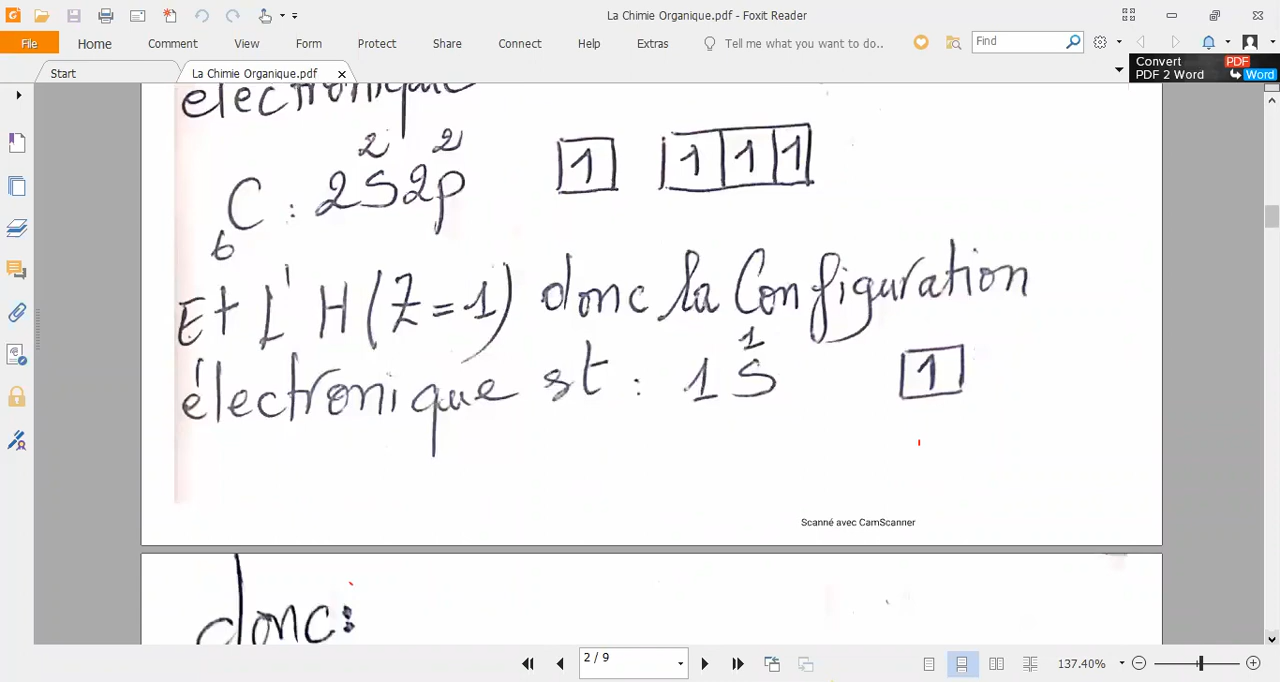 La Chimie Organique.pdf - Foxit Reader
File Home Comment View Form Protect Share Connect Help Extras Tell me what you want to do.. Find
Start La Chimie Organique.pdf Convert PDF PDF 2 Word Word
électronique
6C : 2S² 2p² 1 1 1 1
Et L'H (Z = 1) donc la Configuration
électronique st : 1S¹ 1
Scanné avec CamScanner
donc:
2 / 9 137.40%